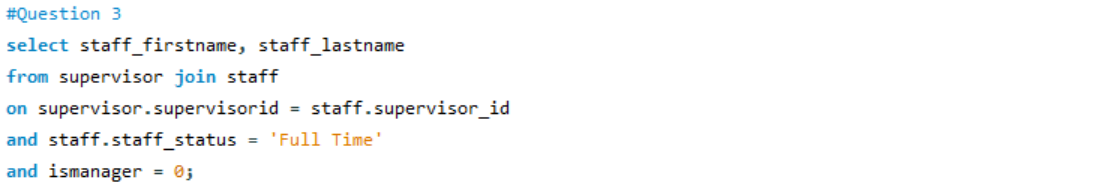 #Question 3
select staff_firstname, staff_lastname
from supervisor join staff
on supervisor.supervisorid = staff.supervisor_id
and staff.staff_status = 'Full Time'
and ismanager = 0;